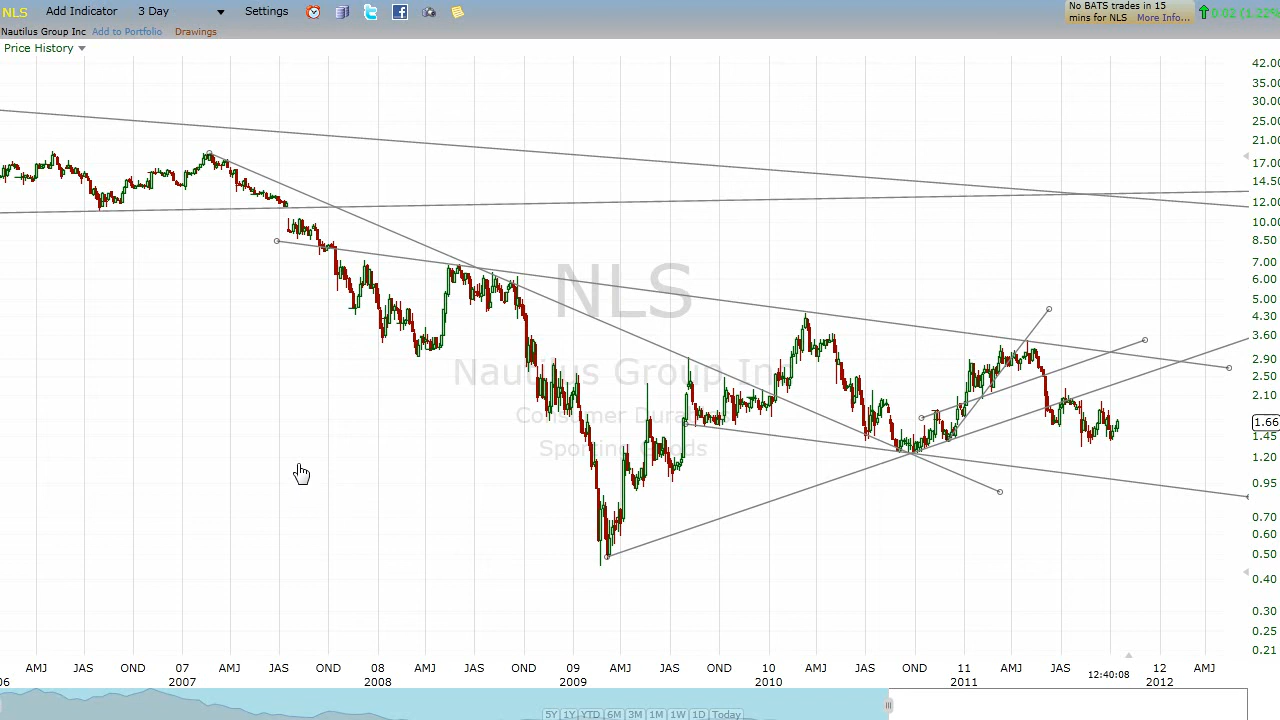 NLS Add Indicator 3 Day Settings No BATS trades in 15 0.02 (1.22%
mins for NLS More Info...
Nautilus Group Inc Add to Portfolio Drawings
Price History
42.00
35.00
30.00
25.00
21.00
17.00
14.50
12.00
10.00
8.50
7.00
6.00
5.00
4.30
3.60
2.90
2.50
2.10
1.66
1.45
1.20
0.95
0.70
0.60
0.50
0.40
0.30
0.25
0.21
NLS
Nautilus Group Inc
Consumer Dura
Sporting Goods
AMJ JAS OND 07 AMJ JAS OND 08 AMJ JAS OND 09 AMJ JAS OND 10 AMJ JAS OND 11 AMJ JAS 12 AMJ
12:40:08
06 2007 2008 2009 2010 2011 2012
5Y 1Y YTD 6M 3M 1M 1W 1D Today